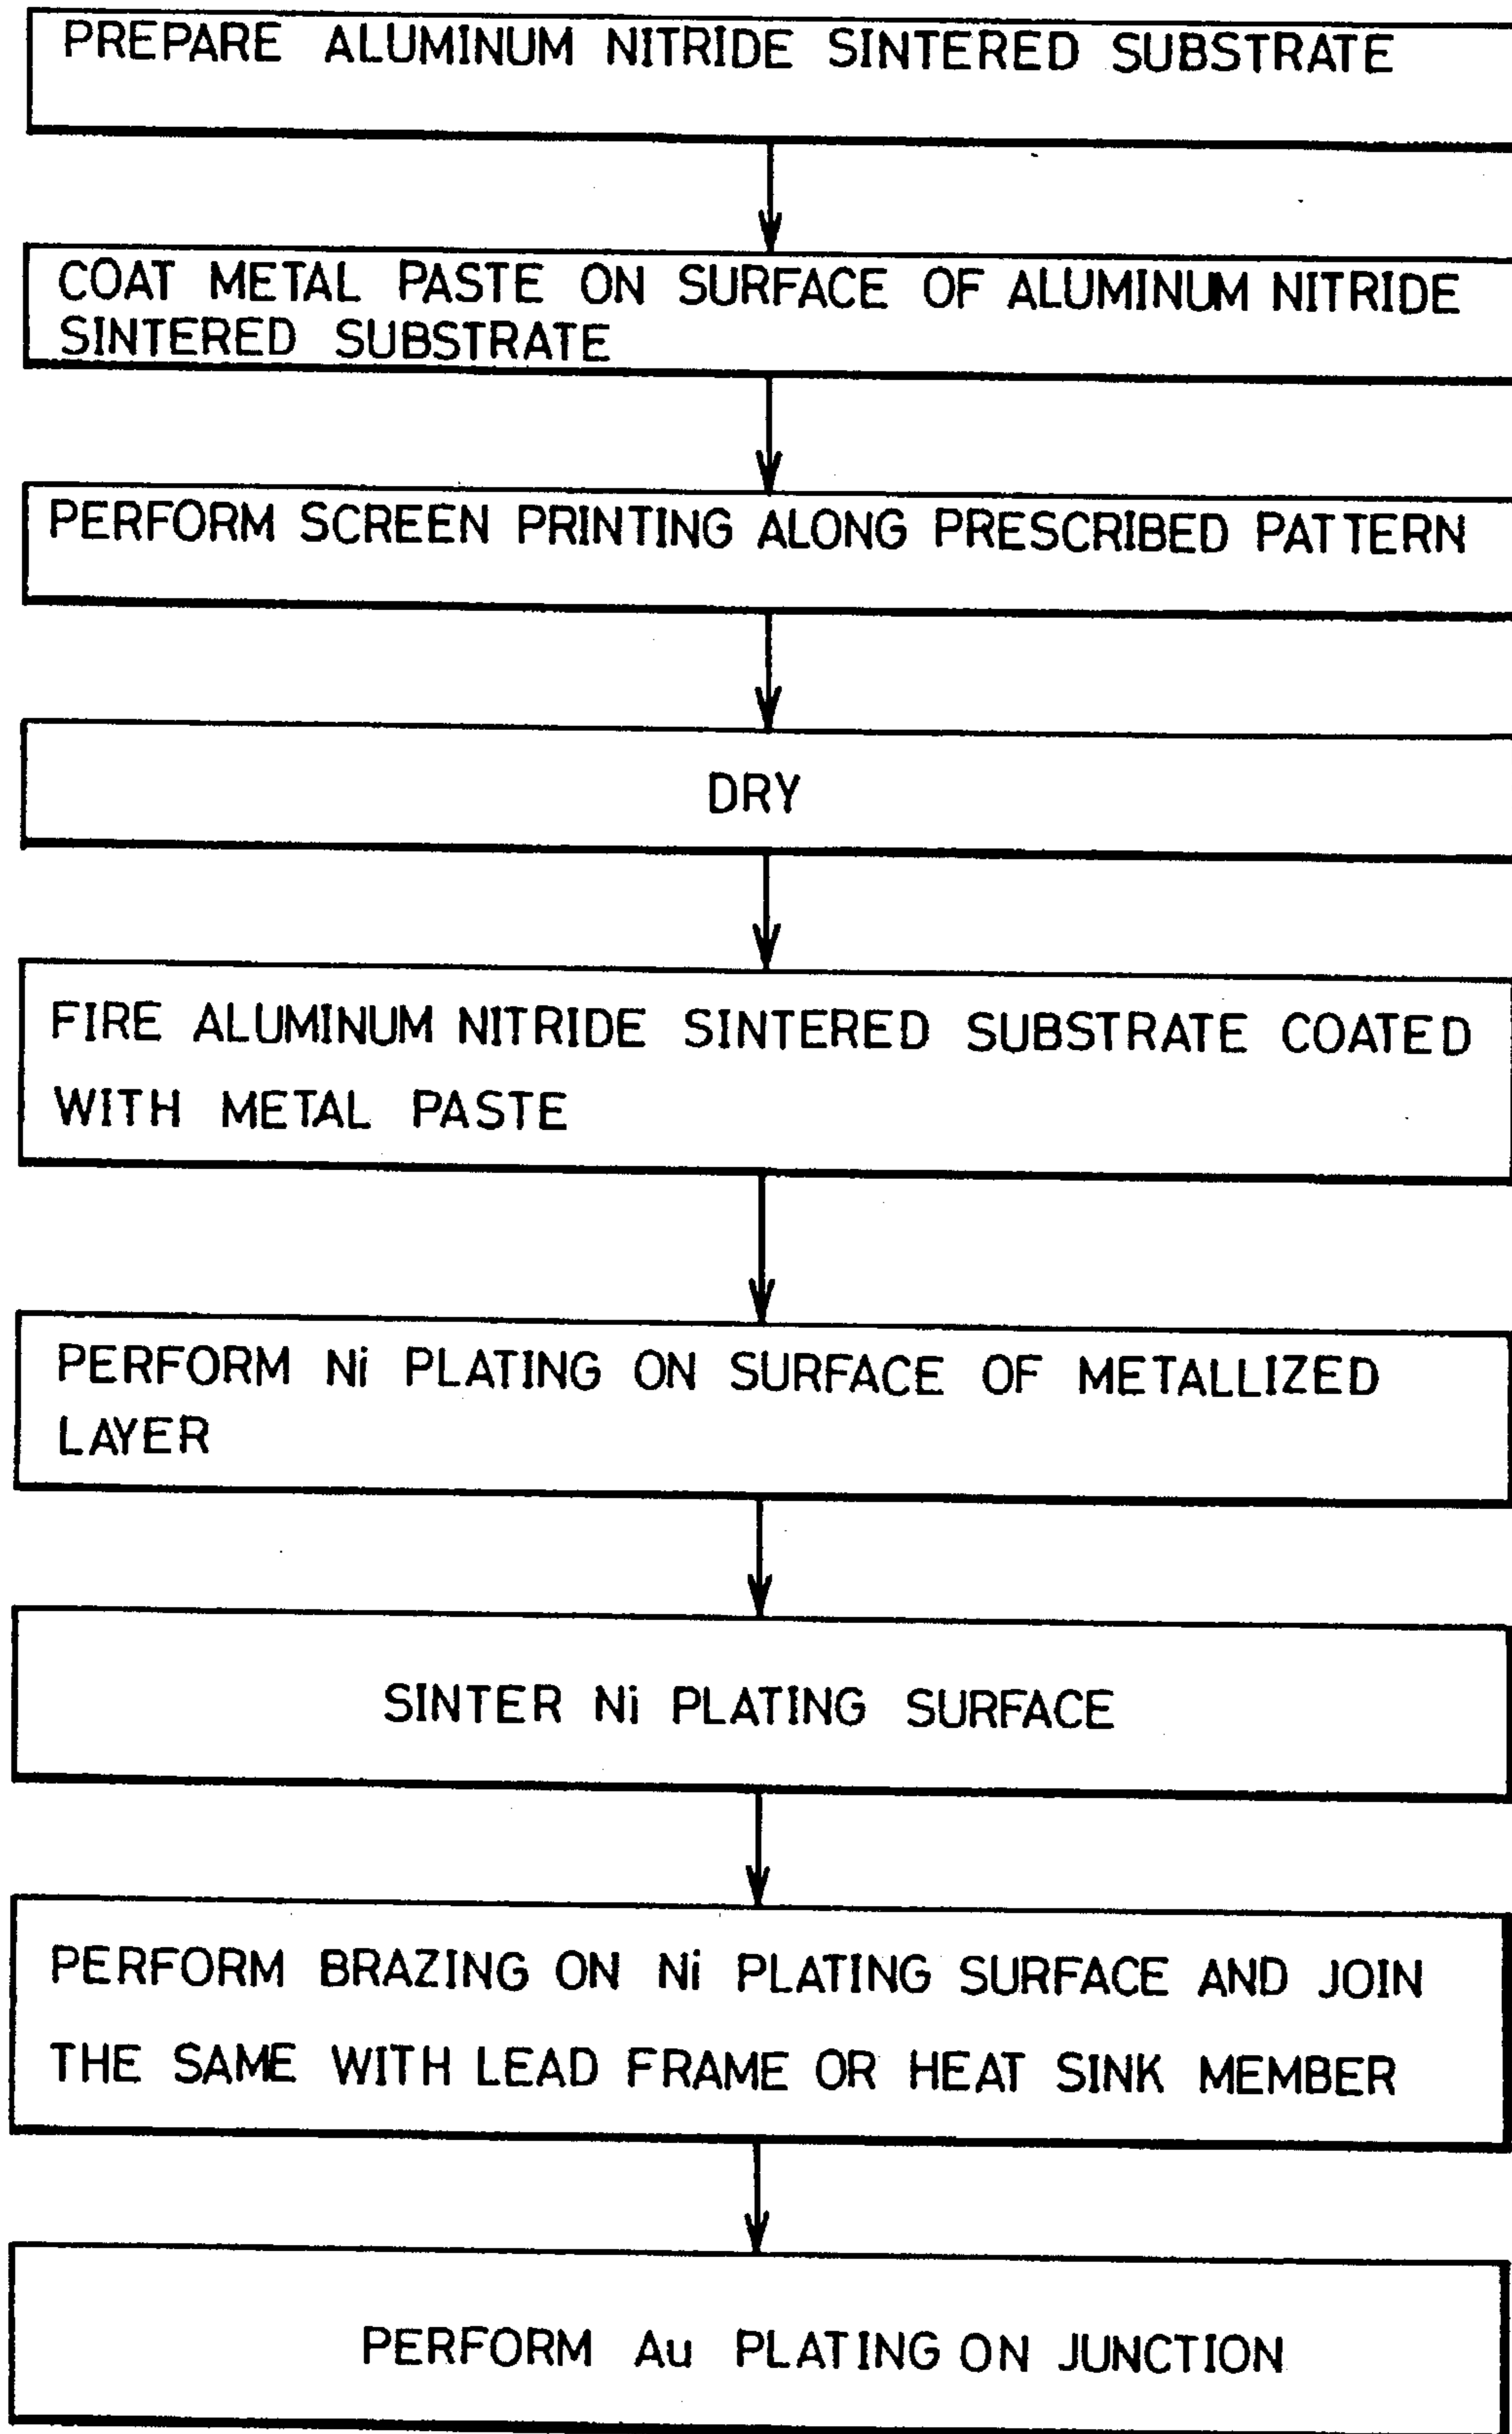 PREPARE ALUMINUM NITRIDE SINTERED SUBSTRATE
COAT METAL PASTE ON SURFACE OF ALUMINUM NITRIDE
SINTERED SUBSTRATE
PERFORM SCREEN PRINTING ALONG PRESCRIBED PATTERN
DRY
FIRE ALUMINUM NITRIDE SINTERED SUBSTRATE COATED
WITH METAL PASTE
PERFORM Ni PLATING ON SURFACE OF METALLIZED
LAYER
SINTER Ni PLATING SURFACE
PERFORM BRAZING ON Ni PLATING SURFACE AND JOIN
THE SAME WITH LEAD FRAME OR HEAT SINK MEMBER
PERFORM Au PLATING ON JUNCTION